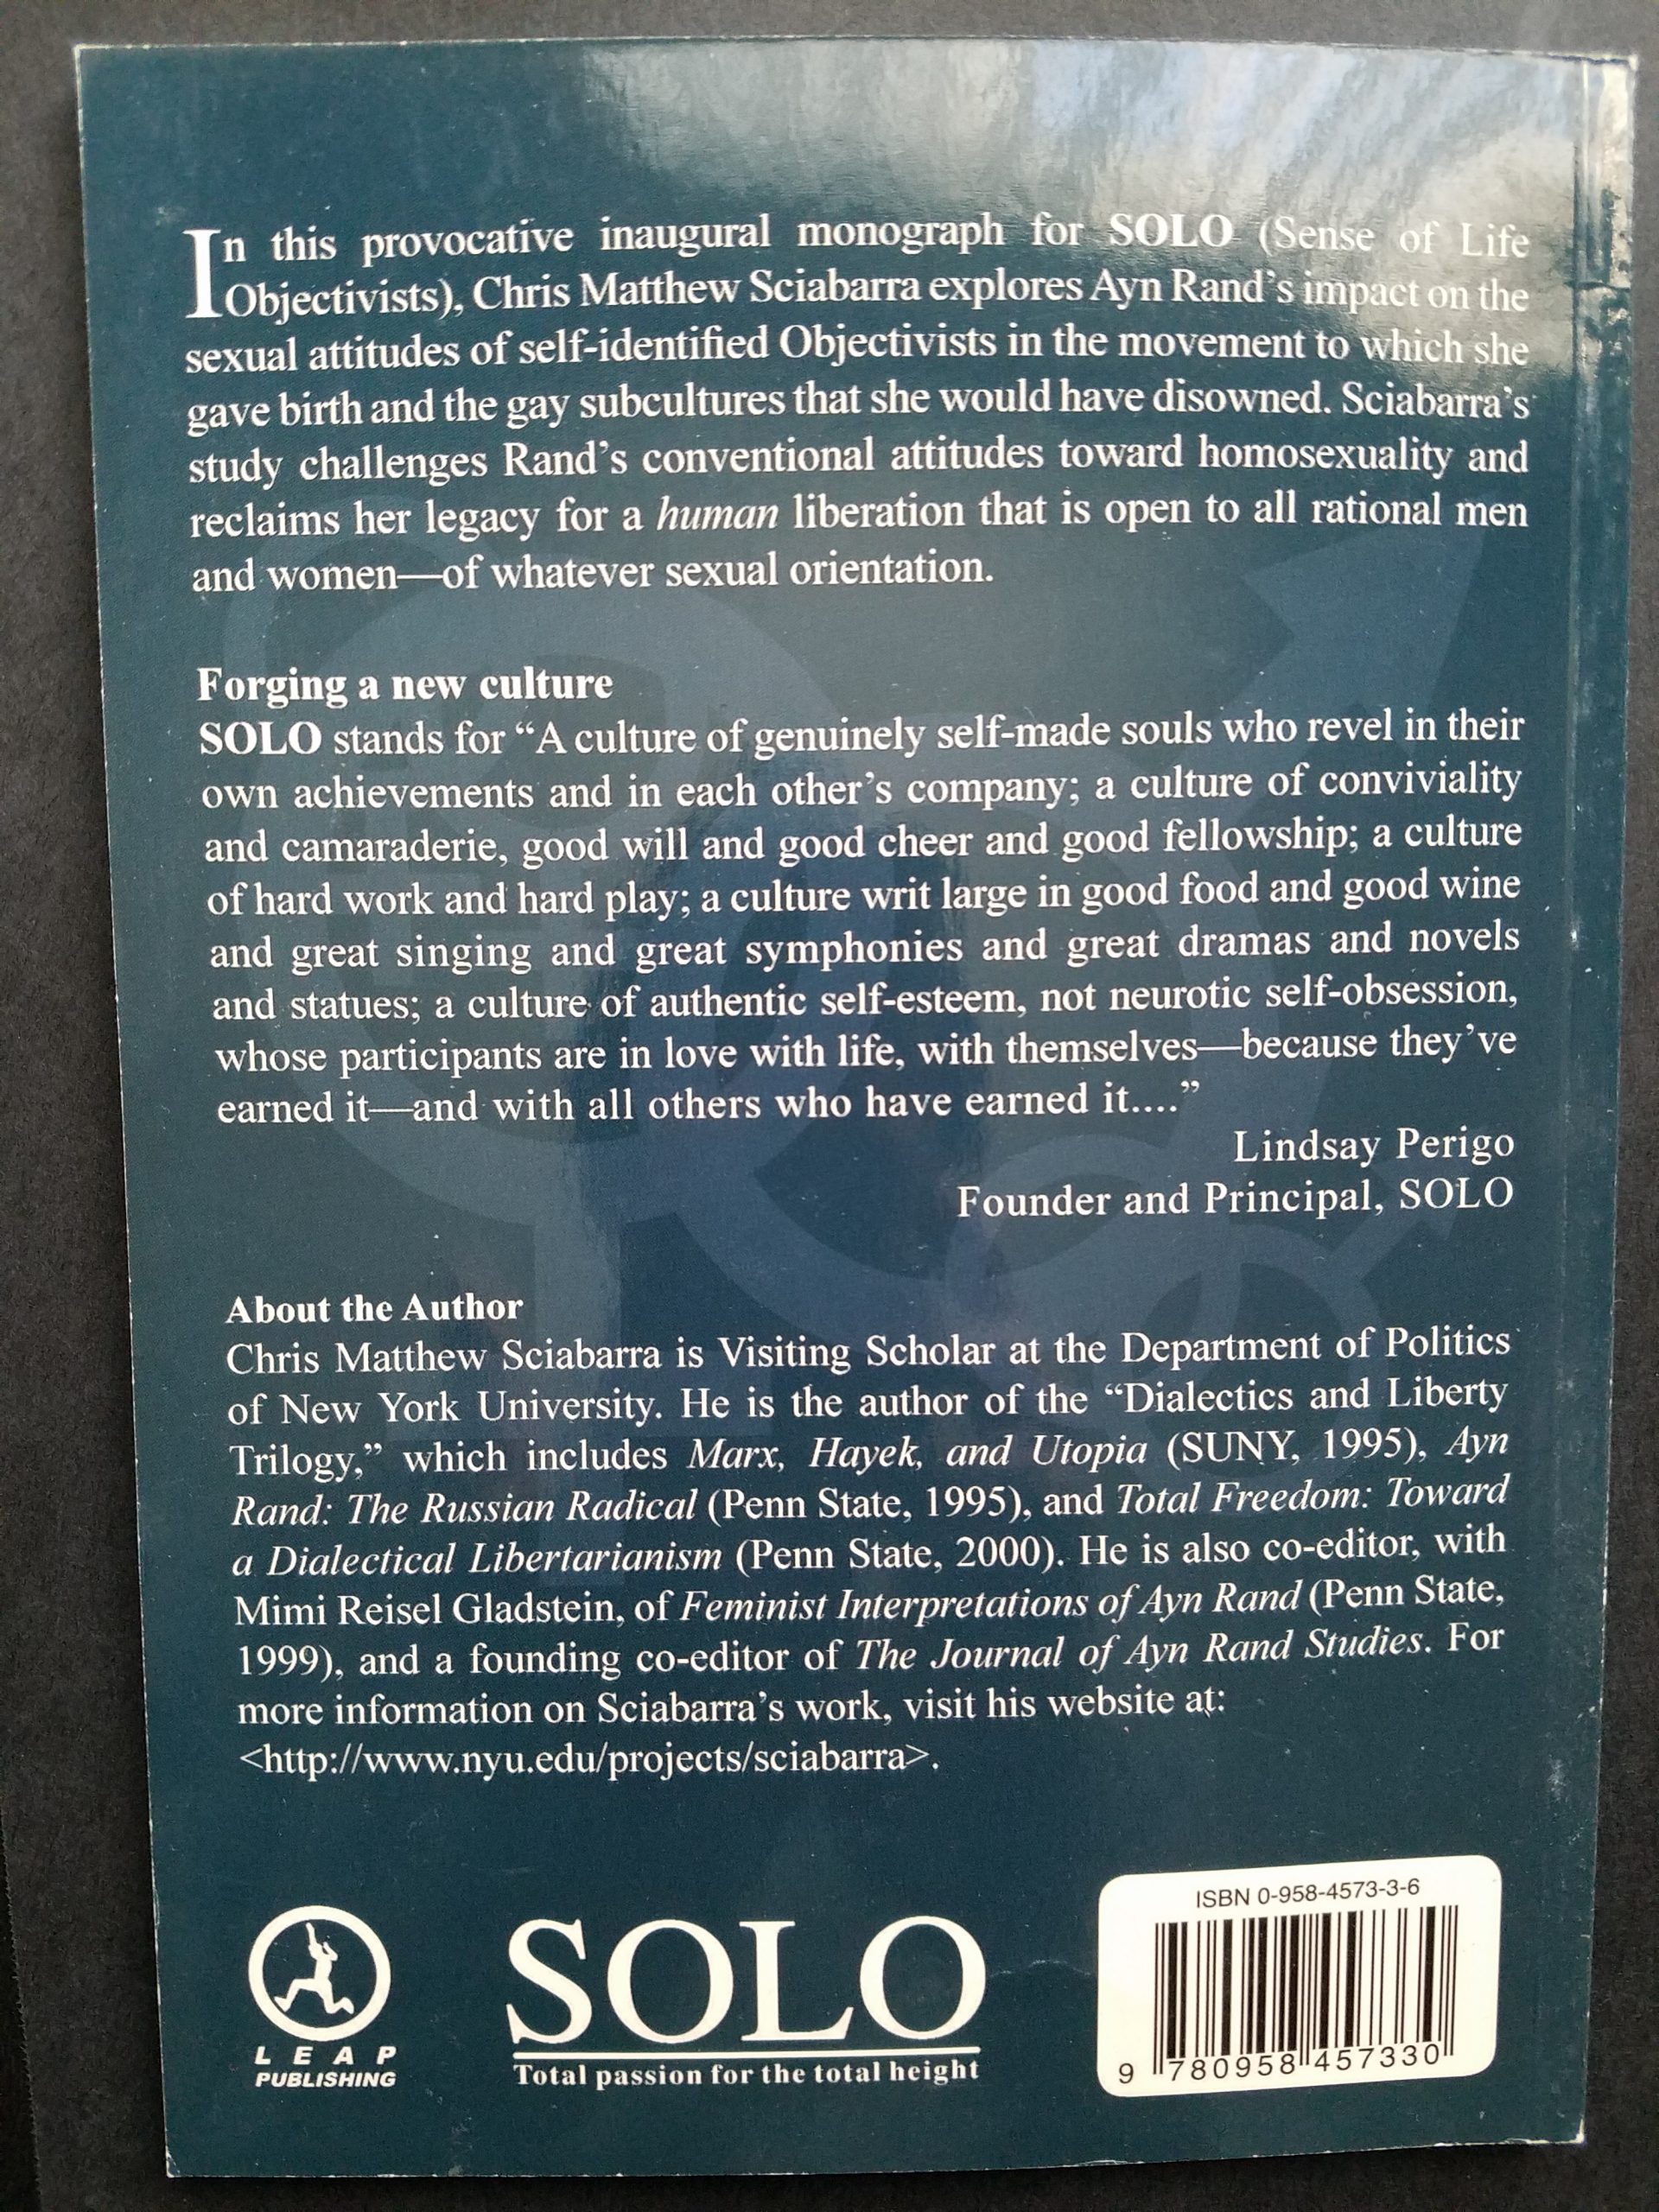 In this provocative inaugural monograph for SOLO (Sense of Life
Objectivists), Chris Matthew Sciabarra explores Ayn Rand’s impact on the
sexual attitudes of self-identified Objectivists in the movement to which she
gave birth and the gay subcultures that she would have disowned. Sciabarra’s
study challenges Rand’s conventional attitudes toward homosexuality and
reclaims her legacy for a human liberation that is open to all rational men
and women—of whatever sexual orientation.
Forging a new culture
SOLO stands for “A culture of genuinely self-made souls who revel in their
own achievements and in each other’s company; a culture of conviviality
and camaraderie, good will and good cheer and good fellowship; a culture
of hard work and hard play; a culture writ large in good food and good wine
and great singing and great symphonies and great dramas and novels
and statues; a culture of authentic self-esteem, not neurotic self-obsession,
whose participants are in love with life, with themselves—because they’ve
earned it—and with all others who have earned it....”
Lindsay Perigo
Founder and Principal, SOLO
About the Author
Chris Matthew Sciabarra is Visiting Scholar at the Department of Politics
of New York University. He is the author of the “Dialectics and Liberty
Trilogy,” which includes Marx, Hayek, and Utopia (SUNY, 1995), Ayn
Rand: The Russian Radical (Penn State, 1995), and Total Freedom: Toward
a Dialectical Libertarianism (Penn State, 2000). He is also co-editor, with
Mimi Reisel Gladstein, of Feminist Interpretations of Ayn Rand (Penn State,
1999), and a founding co-editor of The Journal of Ayn Rand Studies. For
more information on Sciabarra’s work, visit his website at:
<http://www.nyu.edu/projects/sciabarra>.
LEAP
PUBLISHING
SOLO
Total passion for the total height
ISBN 0-958-4573-3-6
9 780958 457330